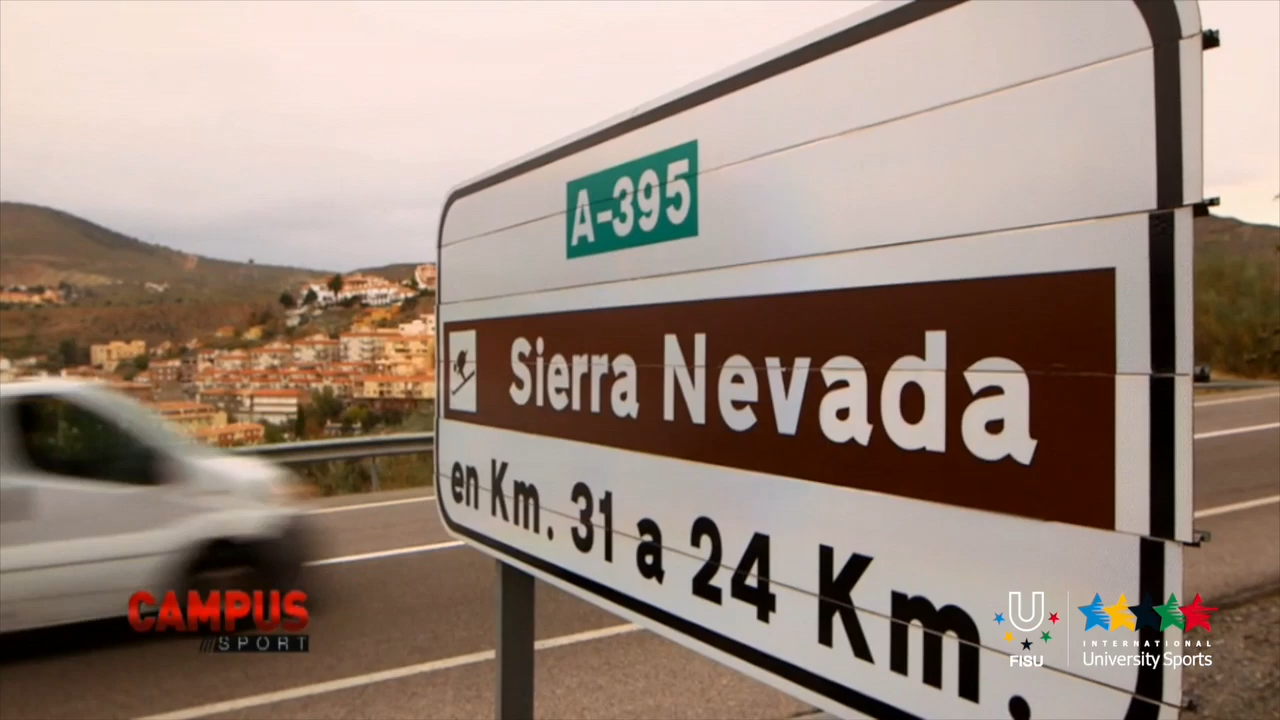 A-395
Sierra Nevada
en Km. 31 a 24 Km.
CAMPUS
SPORT
FISU
INTERNATIONAL
University Sports